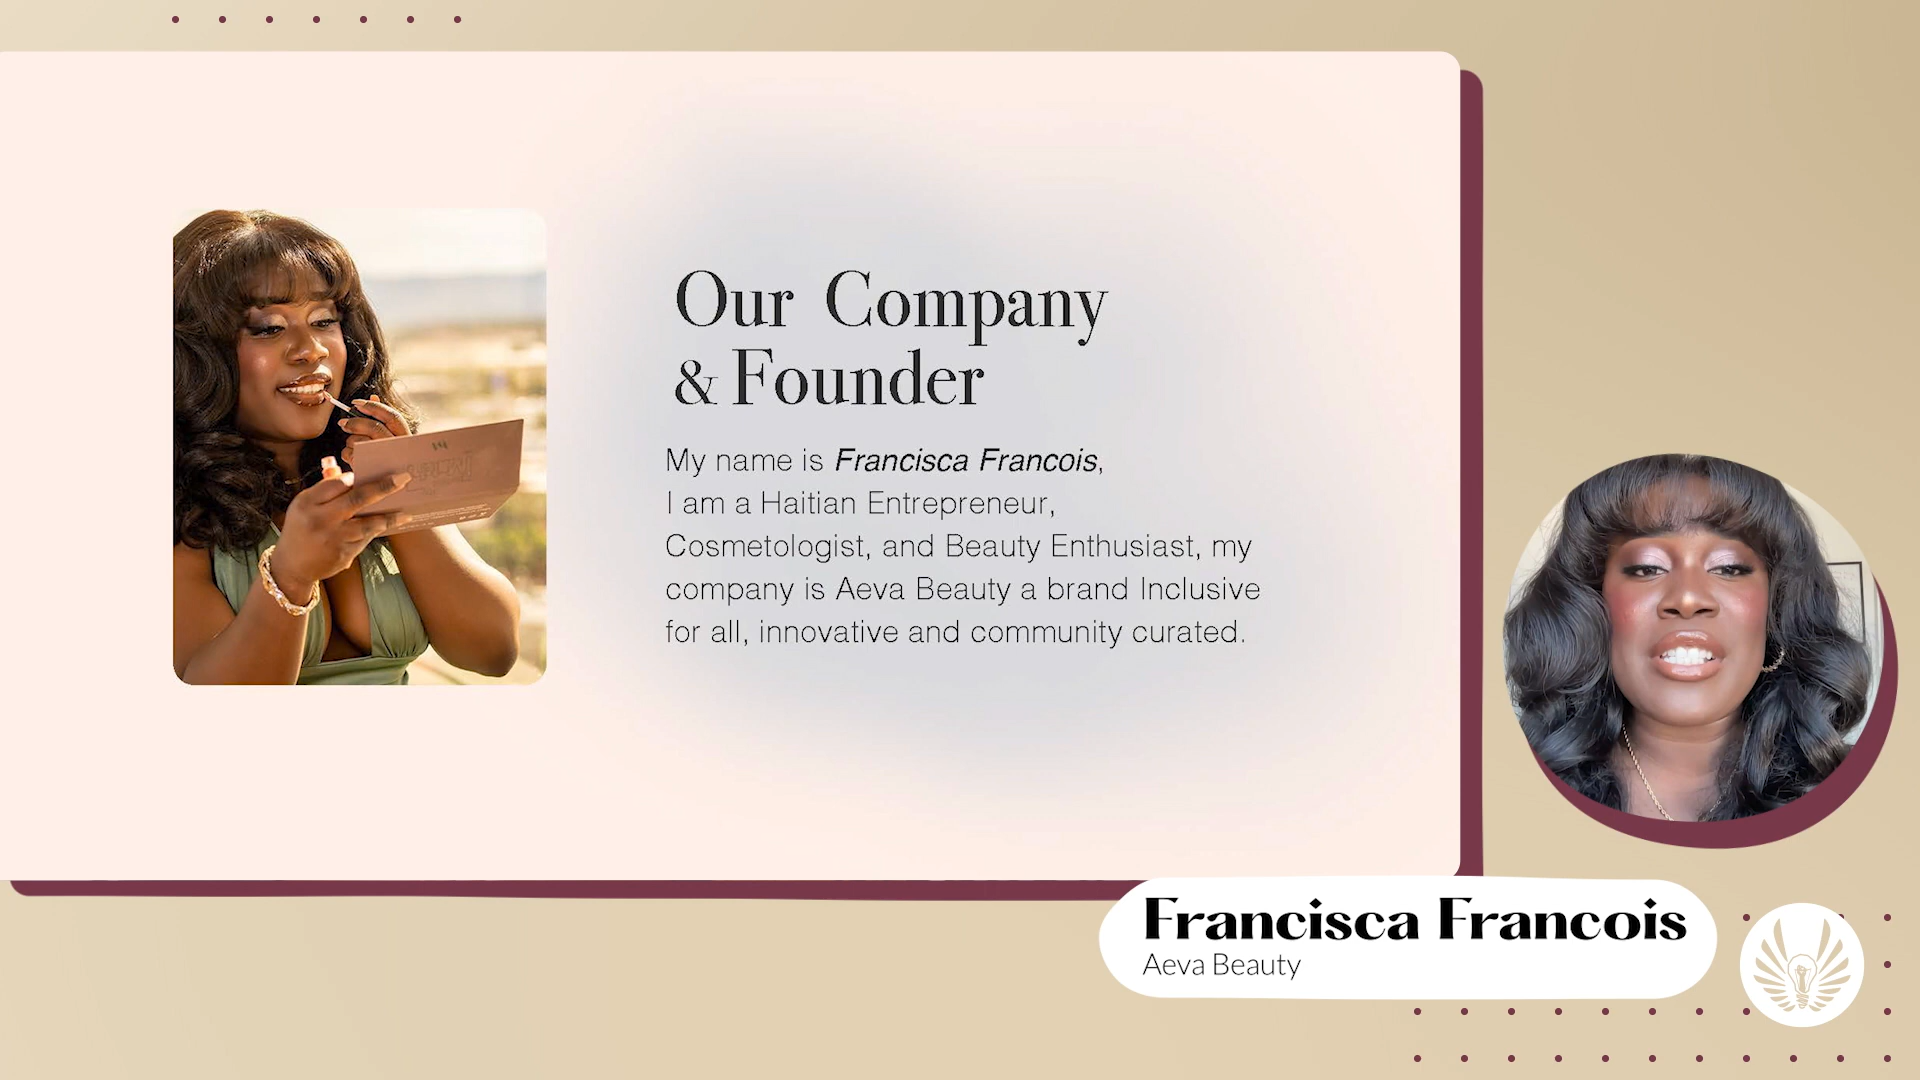 Our Company
& Founder
My name is Francisca Francois,
I am a Haitian Entrepreneur,
Cosmetologist, and Beauty Enthusiast, my
company is Aeva Beauty a brand Inclusive
for all, innovative and community curated.
Francisca Francois
Aeva Beauty